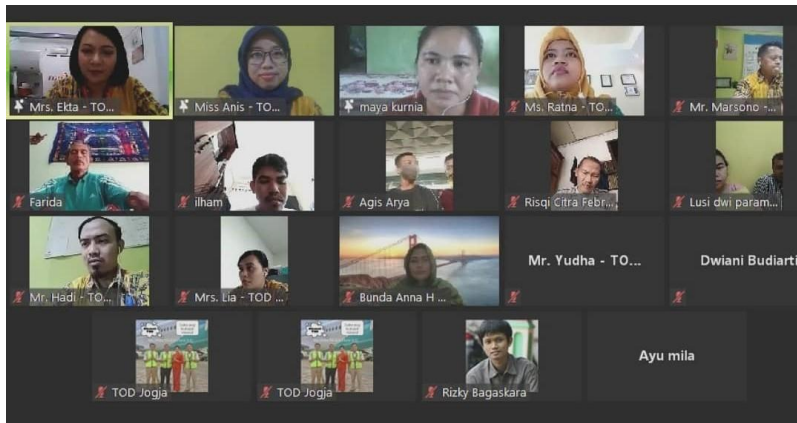 Mrs. Ekta - TO...
Miss Anis - TO...
maya kurnia
Ms. Ratna - TO...
Mr. Marsono -...
Farida
ilham
Agis Arya
Risqi Citra Febr...
Lusi dwi param...
Mr. Hadi - TO...
Mrs. Lia - TOD ...
Bunda Anna H ...
Mr. Yudha - TO...
Dwiani Budiarti
TOD Jogja
TOD Jogja
Rizky Bagaskara
Ayu mila